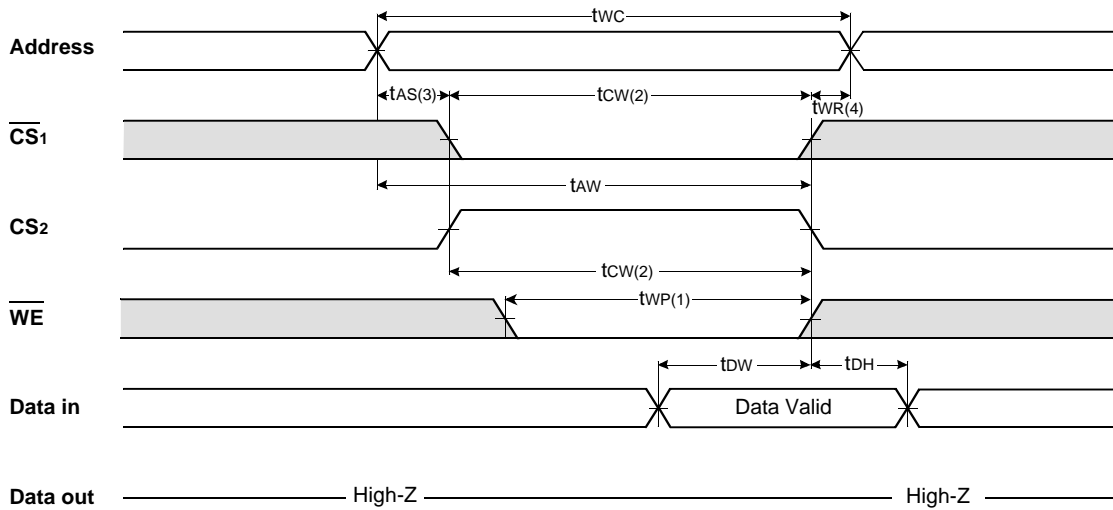 tWC
Address
tAS(3) tCW(2) tWR(4)
CS1
tAW
CS2
tCW(2)
tWP(1)
WE
tDW tDH
Data in Data Valid
Data out High-Z High-Z